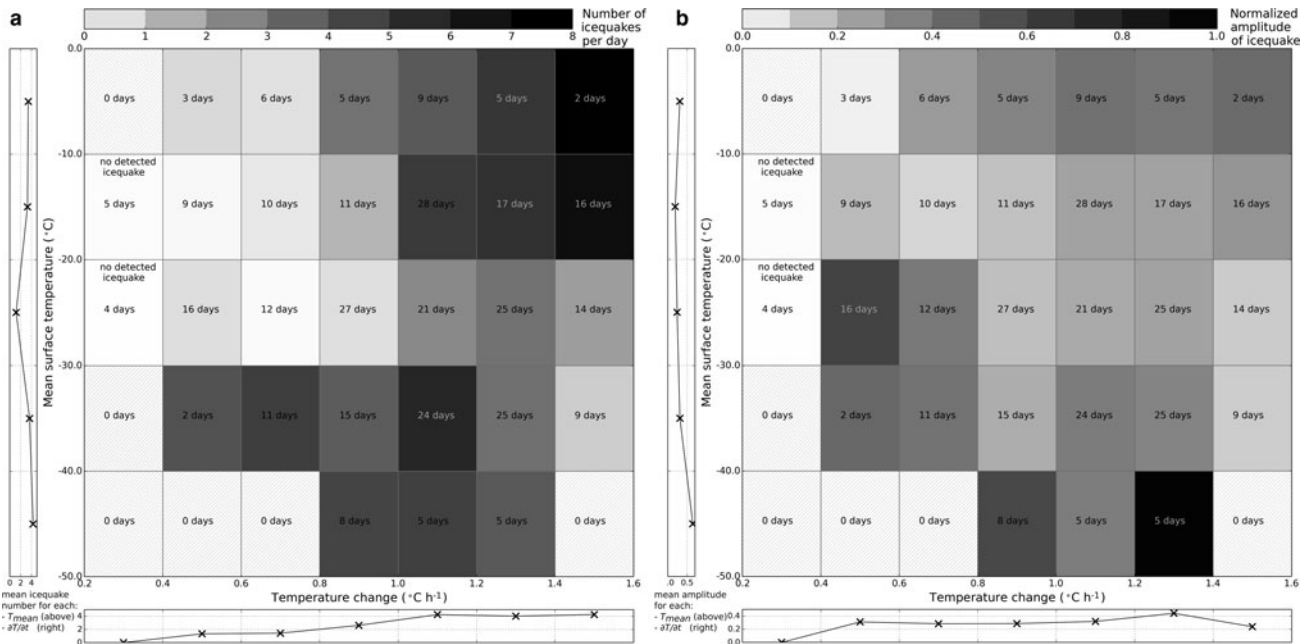 a
0 1 2 3 4 5 6 7 8
Number of
icequakes
per day
0.0
0 days 3 days 6 days 5 days 9 days 5 days 2 days
-10.0
no detected
icequake
5 days 9 days 10 days 11 days 28 days 17 days 16 days
-20.0
no detected
icequake
4 days 16 days 12 days 27 days 21 days 25 days 14 days
-30.0
0 days 2 days 11 days 15 days 24 days 25 days 9 days
-40.0
0 days 0 days 0 days 8 days 5 days 5 days 0 days
-50.0
Mean surface temperature (°C)
0 2 4
0.2 0.4 0.6 0.8 1.0 1.2 1.4 1.6
Temperature change (°C h-1)
mean icequake
number for each:
- Tmean (above)
- ∂T/∂t (right)
4
2
0
b
0.0 0.2 0.4 0.6 0.8 1.0
Normalized
amplitude
of icequake
0.0
0 days 3 days 6 days 5 days 9 days 5 days 2 days
-10.0
no detected
icequake
5 days 9 days 10 days 11 days 28 days 17 days 16 days
-20.0
no detected
icequake
4 days 16 days 12 days 27 days 21 days 25 days 14 days
-30.0
0 days 2 days 11 days 15 days 24 days 25 days 9 days
-40.0
0 days 0 days 0 days 8 days 5 days 5 days 0 days
-50.0
Mean surface temperature (°C)
0 0.5
0.2 0.4 0.6 0.8 1.0 1.2 1.4 1.6
Temperature change (°C h-1)
mean amplitude
for each:
- Tmean (above)
- ∂T/∂t (right)
0.4
0.2
0